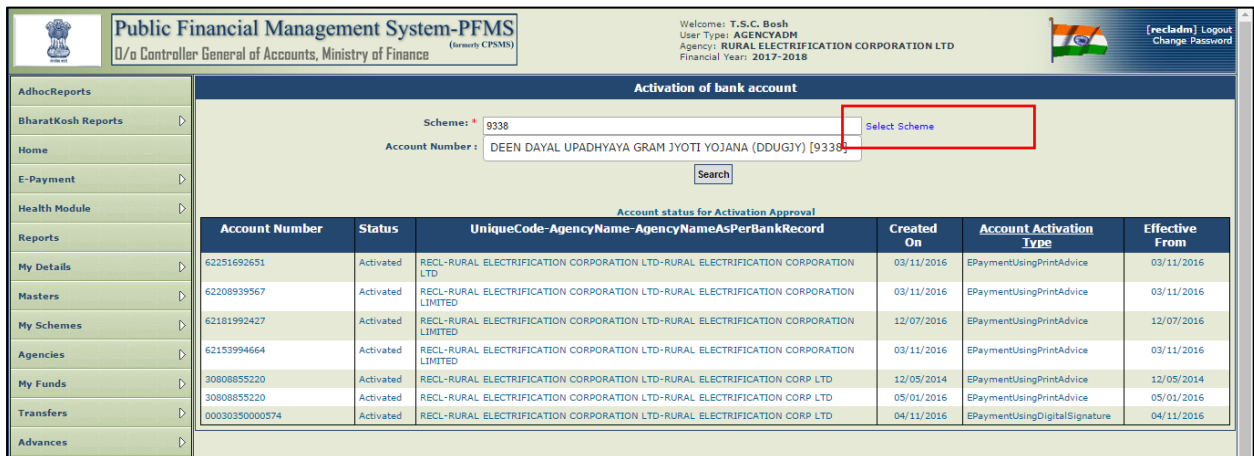 Public Financial Management System-PFMS
(formerly CPSMS)
O/o Controller General of Accounts, Ministry of Finance
Welcome: T.S.C. Bosh
User Type: AGENCYADM
Agency: RURAL ELECTRIFICATION CORPORATION LTD
Financial Year: 2017-2018
[recladm] Logout
Change Password
AdhocReports
BharatKosh Reports
Home
E-Payment
Health Module
Reports
My Details
Masters
My Schemes
Agencies
My Funds
Transfers
Advances
Activation of bank account
Scheme: * 9338 Select Scheme
Account Number : DEEN DAYAL UPADHYAYA GRAM JYOTI YOJANA (DDUGJY) [9338]
Search
Account status for Activation Approval
Account Number Status UniqueCode-AgencyName-AgencyNameAsPerBankRecord Created On Account Activation Type Effective From
62251692651 Activated RECL-RURAL ELECTRIFICATION CORPORATION LTD-RURAL ELECTRIFICATION CORPORATION LTD 03/11/2016 EPaymentUsingPrintAdvice 03/11/2016
62208939567 Activated RECL-RURAL ELECTRIFICATION CORPORATION LTD-RURAL ELECTRIFICATION CORPORATION LIMITED 03/11/2016 EPaymentUsingPrintAdvice 03/11/2016
62181992427 Activated RECL-RURAL ELECTRIFICATION CORPORATION LTD-RURAL ELECTRIFICATION CORPORATION LIMITED 12/07/2016 EPaymentUsingPrintAdvice 12/07/2016
62153994664 Activated RECL-RURAL ELECTRIFICATION CORPORATION LTD-RURAL ELECTRIFICATION CORPORATION LIMITED 03/11/2016 EPaymentUsingPrintAdvice 03/11/2016
30808855220 Activated RECL-RURAL ELECTRIFICATION CORPORATION LTD-RURAL ELECTRIFICATION CORP LTD 12/05/2014 EPaymentUsingPrintAdvice 12/05/2014
30808855220 Activated RECL-RURAL ELECTRIFICATION CORPORATION LTD-RURAL ELECTRIFICATION CORP LTD 05/01/2016 EPaymentUsingPrintAdvice 05/01/2016
00030350000574 Activated RECL-RURAL ELECTRIFICATION CORPORATION LTD-RURAL ELECTRIFICATION CORP LTD 04/11/2016 EPaymentUsingDigitalSignature 04/11/2016